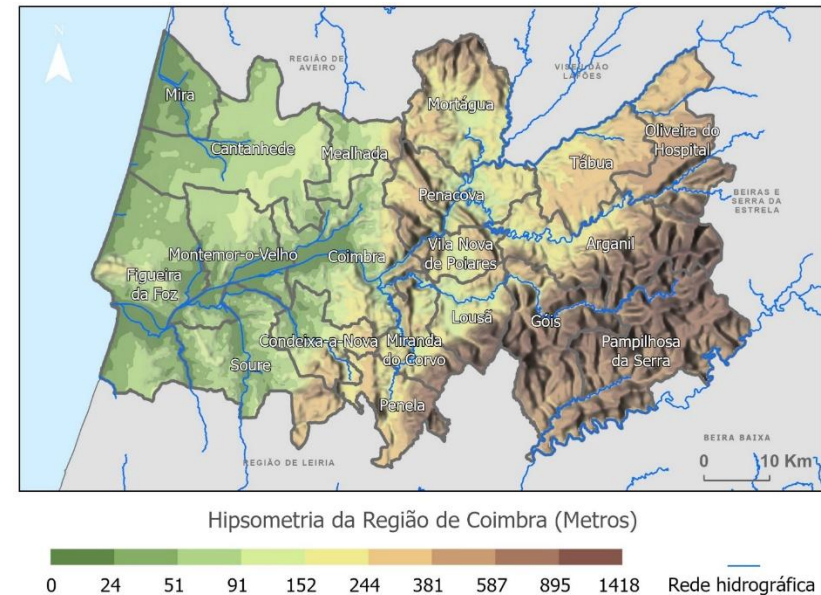 REGIÃO DE
AVEIRO
VISEU DÃO
LAFÕES
Mira
Mortágua
Cantanhede
Mealhada
Oliveira do
Hospital
Tábua
Penacova
BEIRAS E
SERRA DA
ESTRELA
Montemor-o-Velho
Coimbra
Vila Nova
de Poiares
Arganil
Figueira
da Foz
Lousã
Góis
Condeixa-a-Nova
Miranda
do Corvo
Pampilhosa
da Serra
Soure
Penela
BEIRA BAIXA
REGIÃO DE LEIRIA
0 10 Km
Hipsometria da Região de Coimbra (Metros)
0 24 51 91 152 244 381 587 895 1418 Rede hidrográfica